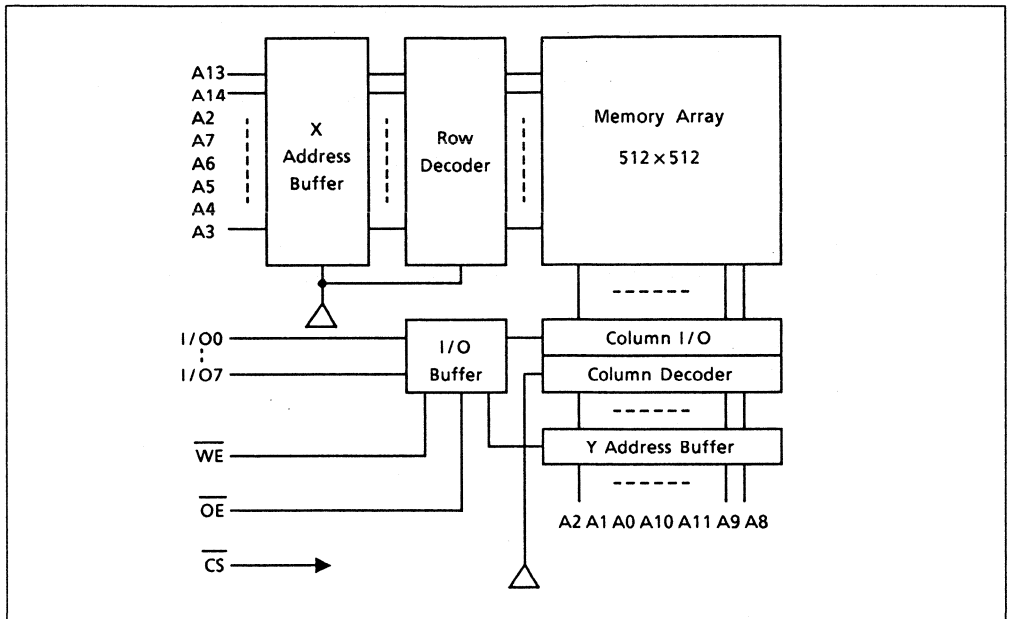 A13
A14
A2
A7
A6
A5
A4
A3
X
Address
Buffer
Row
Decoder
Memory Array
512×512
I/O0
I/O7
I/O
Buffer
Column I/O
Column Decoder
Y Address Buffer
WE
OE
CS
A2 A1 A0 A10 A11 A9 A8